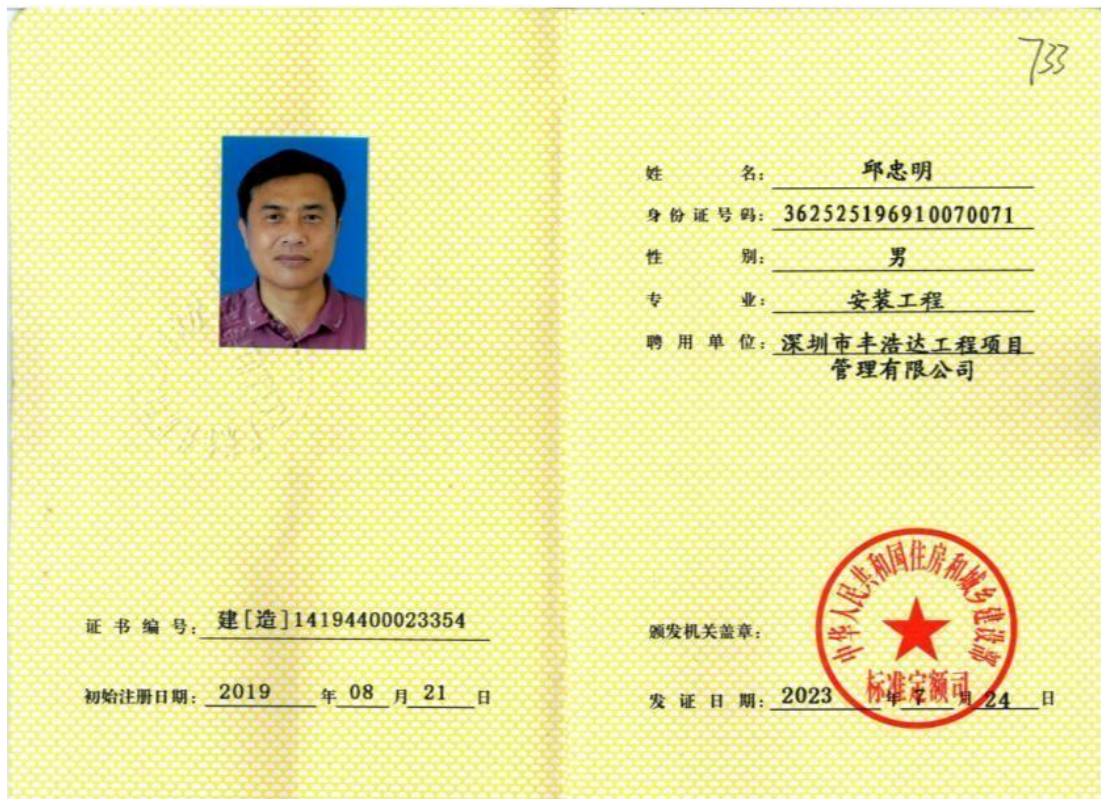 733
姓 名: 邱忠明
身份证号码: 362525196910070071
性 别: 男
专 业: 安装工程
聘用单位: 深圳市丰浩达工程项目
管理有限公司
证书编号: 建[造]14194400023354
初始注册日期: 2019 年 08 月 21 日
颁发机关盖章:
中华人民共和国住房和城乡建设部
标准定额司
发证日期: 2023 年 7 月 24 日